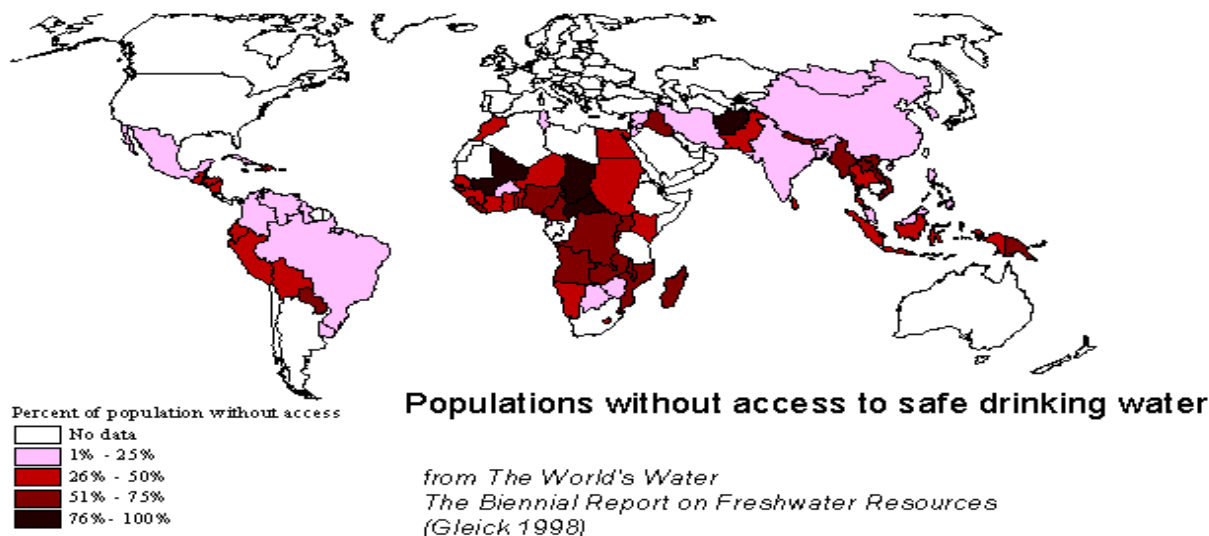 Populations without access to safe drinking water
Percent of population without access
No data
1% - 25%
26% - 50%
51% - 75%
76%- 100%
from The World's Water
The Biennial Report on Freshwater Resources
(Gleick 1998)